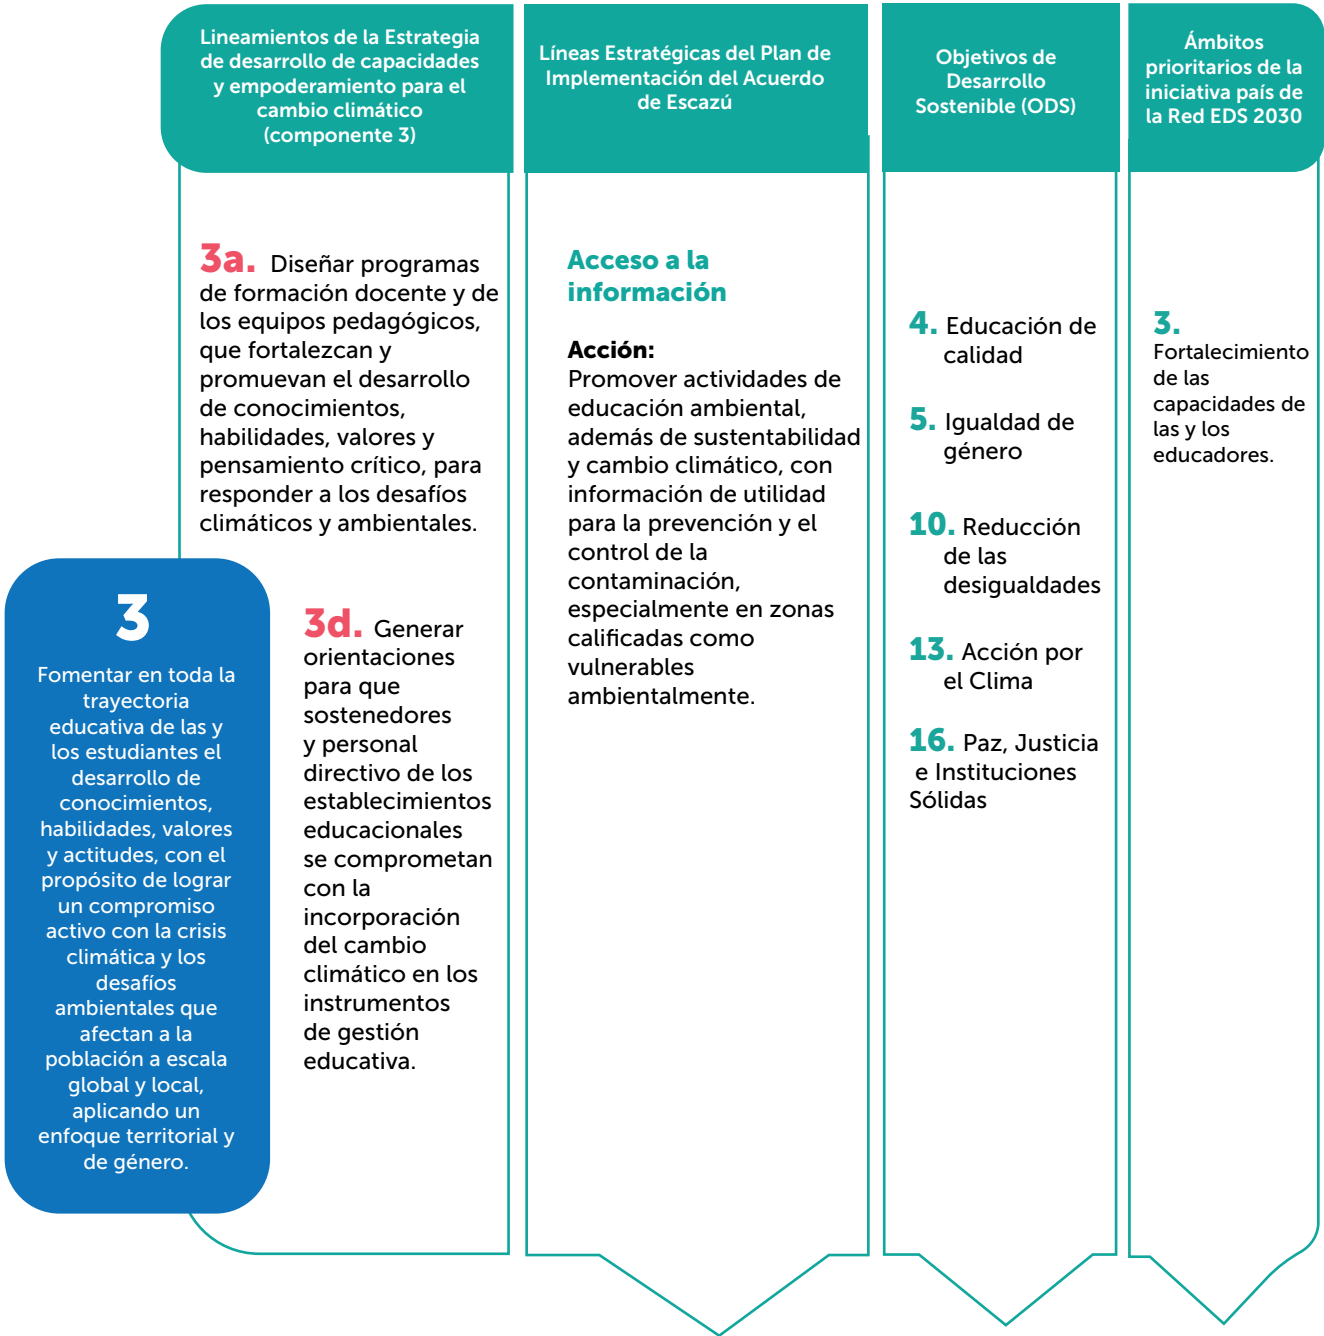 Lineamientos de la Estrategia
de desarrollo de capacidades
y empoderamiento para el
cambio climático
(componente 3)
Líneas Estratégicas del Plan de
Implementación del Acuerdo
de Escazú
Objetivos de
Desarrollo
Sostenible (ODS)
Ámbitos
prioritarios de la
iniciativa país de
la Red EDS 2030
3
Fomentar en toda la
trayectoria
educativa de las y
los estudiantes el
desarrollo de
conocimientos,
habilidades, valores
y actitudes, con el
propósito de lograr
un compromiso
activo con la crisis
climática y los
desafíos
ambientales que
afectan a la
población a escala
global y local,
aplicando un
enfoque territorial y
de género.
3a. Diseñar programas
de formación docente y de
los equipos pedagógicos,
que fortalezcan y
promuevan el desarrollo
de conocimientos,
habilidades, valores y
pensamiento crítico, para
responder a los desafíos
climáticos y ambientales.
3d. Generar
orientaciones
para que
sostenedores
y personal
directivo de los
establecimientos
educacionales
se comprometan
con la
incorporación
del cambio
climático en los
instrumentos
de gestión
educativa.
Acceso a la
información
Acción:
Promover actividades de
educación ambiental,
además de sustentabilidad
y cambio climático, con
información de utilidad
para la prevención y el
control de la
contaminación,
especialmente en zonas
calificadas como
vulnerables
ambientalmente.
4. Educación de
calidad
5. Igualdad de
género
10. Reducción
de las
desigualdades
13. Acción por
el Clima
16. Paz, Justicia
e Instituciones
Sólidas
3.
Fortalecimiento
de las
capacidades de
las y los
educadores.